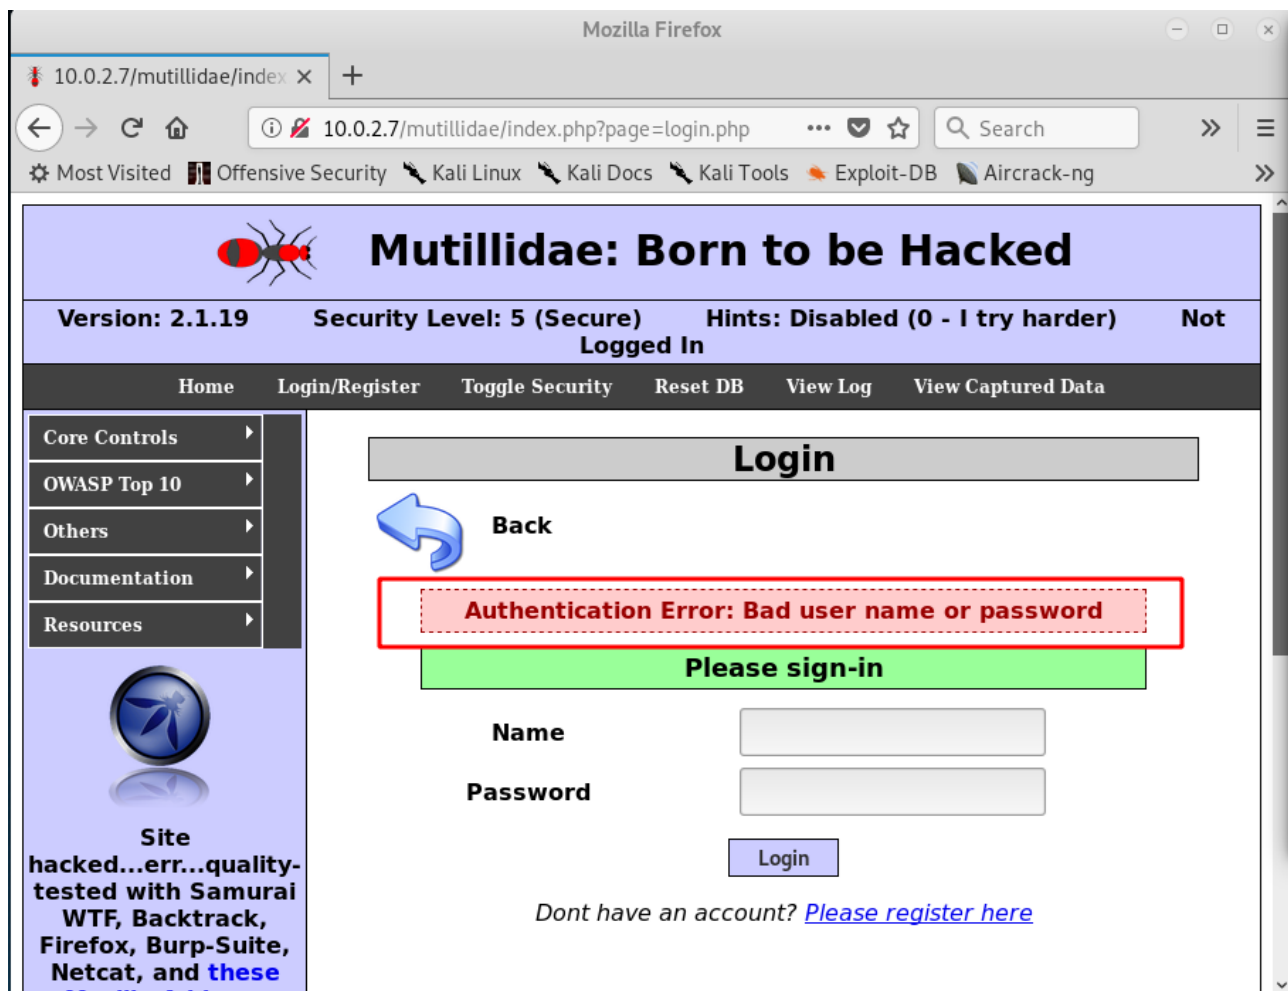 Mozilla Firefox
10.0.2.7/mutillidae/index
10.0.2.7/mutillidae/index.php?page=login.php
Search
Most Visited Offensive Security Kali Linux Kali Docs Kali Tools Exploit-DB Aircrack-ng
Mutillidae: Born to be Hacked
Version: 2.1.19 Security Level: 5 (Secure) Hints: Disabled (0 - I try harder) Not
Logged In
Home Login/Register Toggle Security Reset DB View Log View Captured Data
Core Controls
OWASP Top 10
Others
Documentation
Resources
Site
hacked...err...quality-
tested with Samurai
WTF, Backtrack,
Firefox, Burp-Suite,
Netcat, and these
Login
Back
Authentication Error: Bad user name or password
Please sign-in
Name
Password
Login
Dont have an account? Please register here